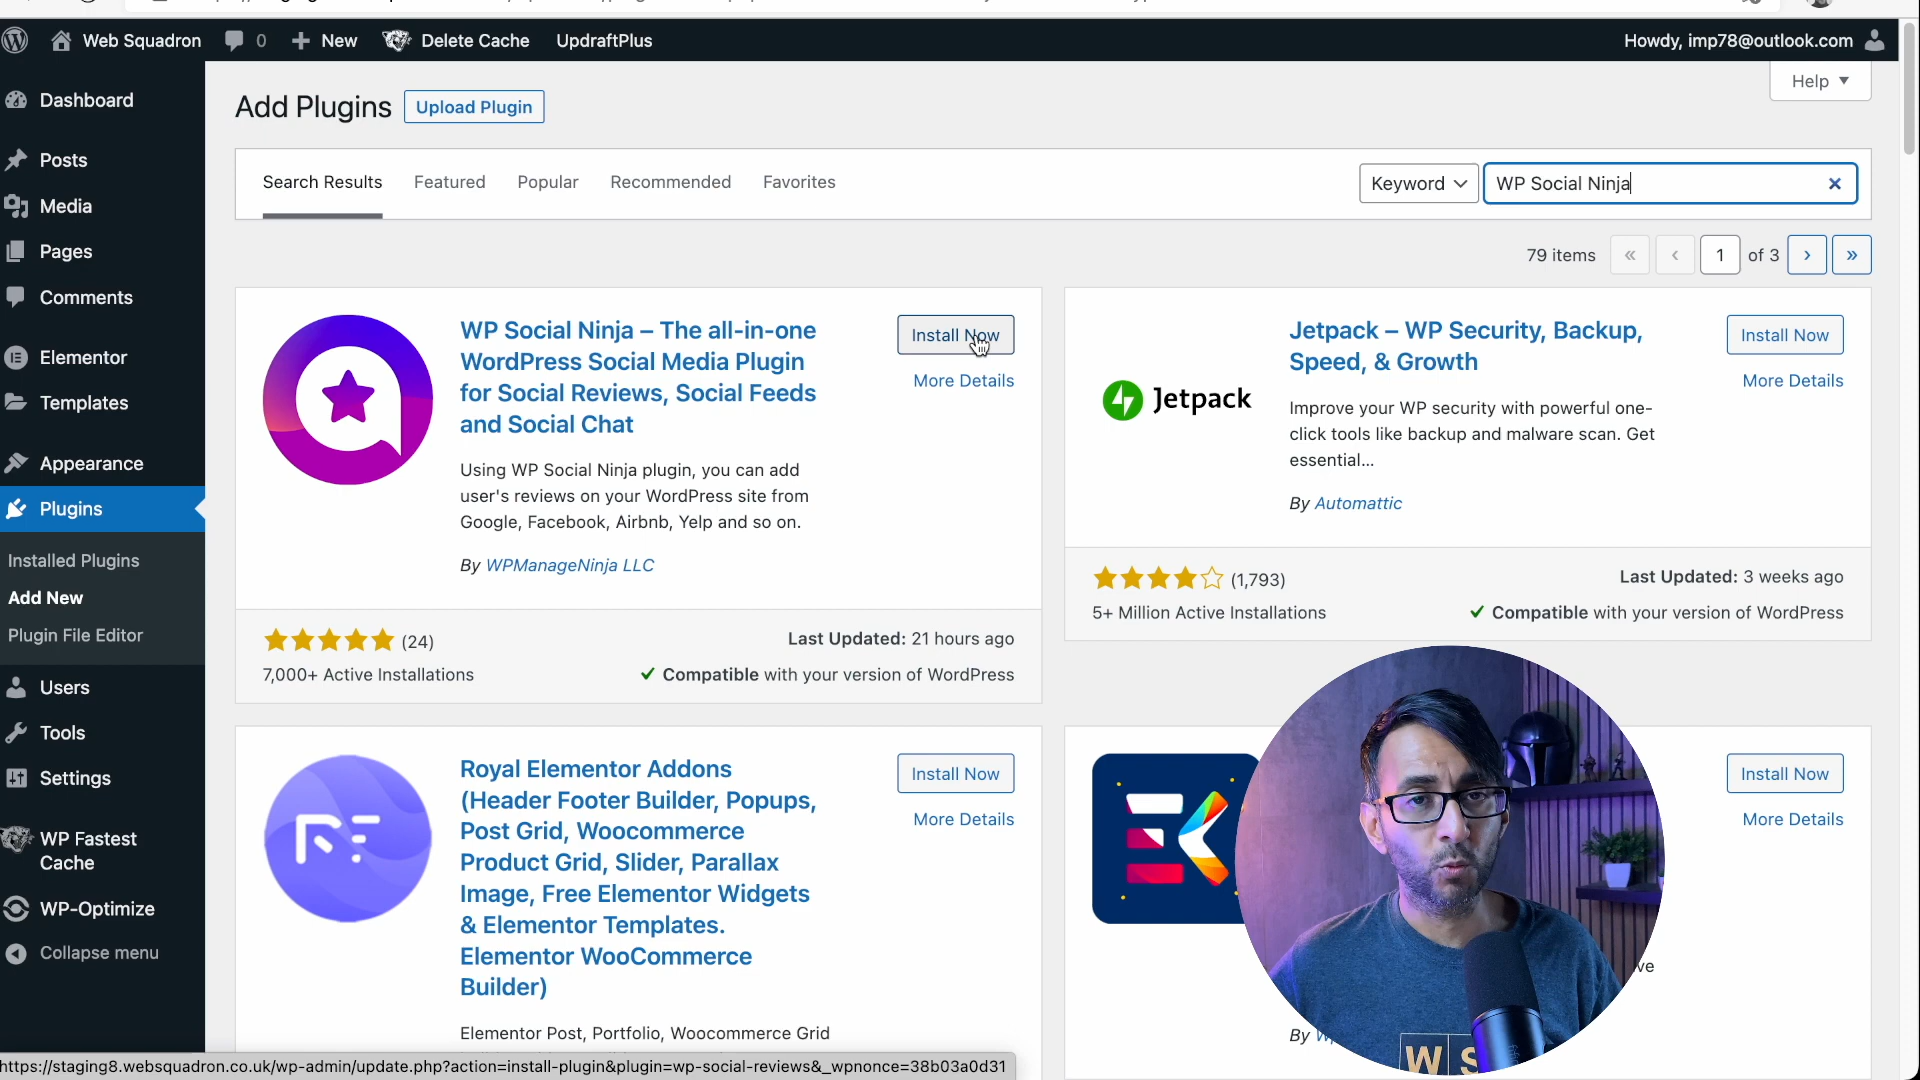 Web Squadron
0
New
Delete Cache
UpdraftPlus
Howdy, imp78@outlook.com
Dashboard
Posts
Media
Pages
Comments
Elementor
Templates
Appearance
Plugins
Installed Plugins
Add New
Plugin File Editor
Users
Tools
Settings
WP Fastest
Cache
WP-Optimize
Collapse menu
Help
Add Plugins
Upload Plugin
Search Results
Featured
Popular
Recommended
Favorites
Keyword
WP Social Ninja
79 items
«
‹
1
of 3
›
»
WP Social Ninja – The all-in-one
WordPress Social Media Plugin
for Social Reviews, Social Feeds
and Social Chat
Install Now
More Details
Using WP Social Ninja plugin, you can add
user's reviews on your WordPress site from
Google, Facebook, Airbnb, Yelp and so on.
By WPManageNinja LLC
(24)
Last Updated: 21 hours ago
7,000+ Active Installations
Compatible with your version of WordPress
Jetpack
Jetpack – WP Security, Backup,
Speed, & Growth
Install Now
More Details
Improve your WP security with powerful one-
click tools like backup and malware scan. Get
essential...
By Automattic
(1,793)
Last Updated: 3 weeks ago
5+ Million Active Installations
Compatible with your version of WordPress
Royal Elementor Addons
(Header Footer Builder, Popups,
Post Grid, Woocommerce
Product Grid, Slider, Parallax
Image, Free Elementor Widgets
& Elementor Templates.
Elementor WooCommerce
Builder)
Install Now
More Details
Elementor Post, Portfolio, Woocommerce Grid
Install Now
More Details
By
WS
https://staging8.websquadron.co.uk/wp-admin/update.php?action=install-plugin&plugin=wp-social-reviews&_wpnonce=38b03a0d31